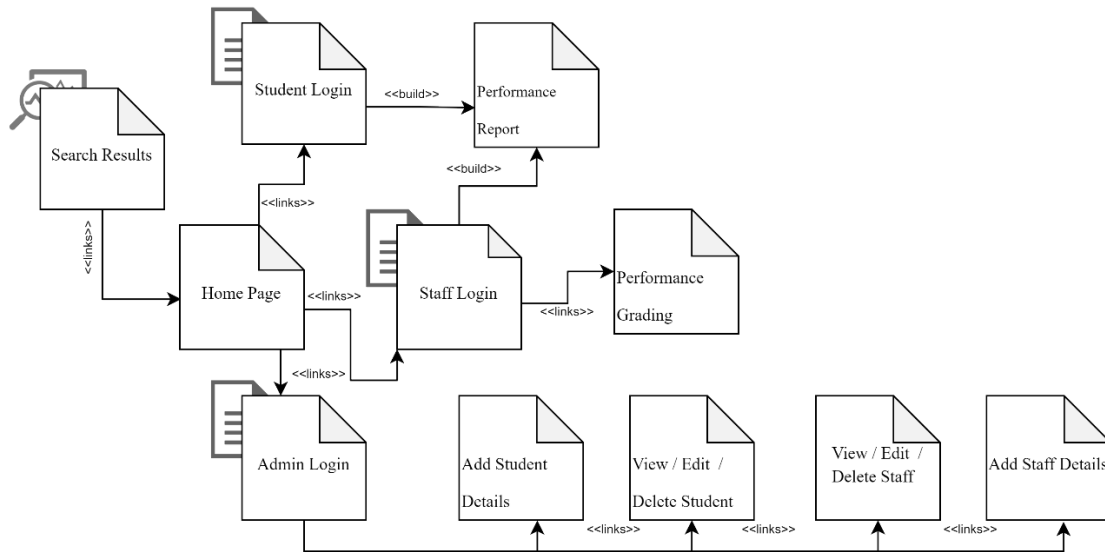 Student Login
<<build>>
Performance
Report
Search Results
<<links>>
<<links>>
<<build>>
Home Page
<<links>>
Staff Login
<<links>>
Performance
Grading
<<links>>
Admin Login
Add Student
Details
View / Edit /
Delete Student
View / Edit /
Delete Staff
Add Staff Details
<<links>>
<<links>>
<<links>>